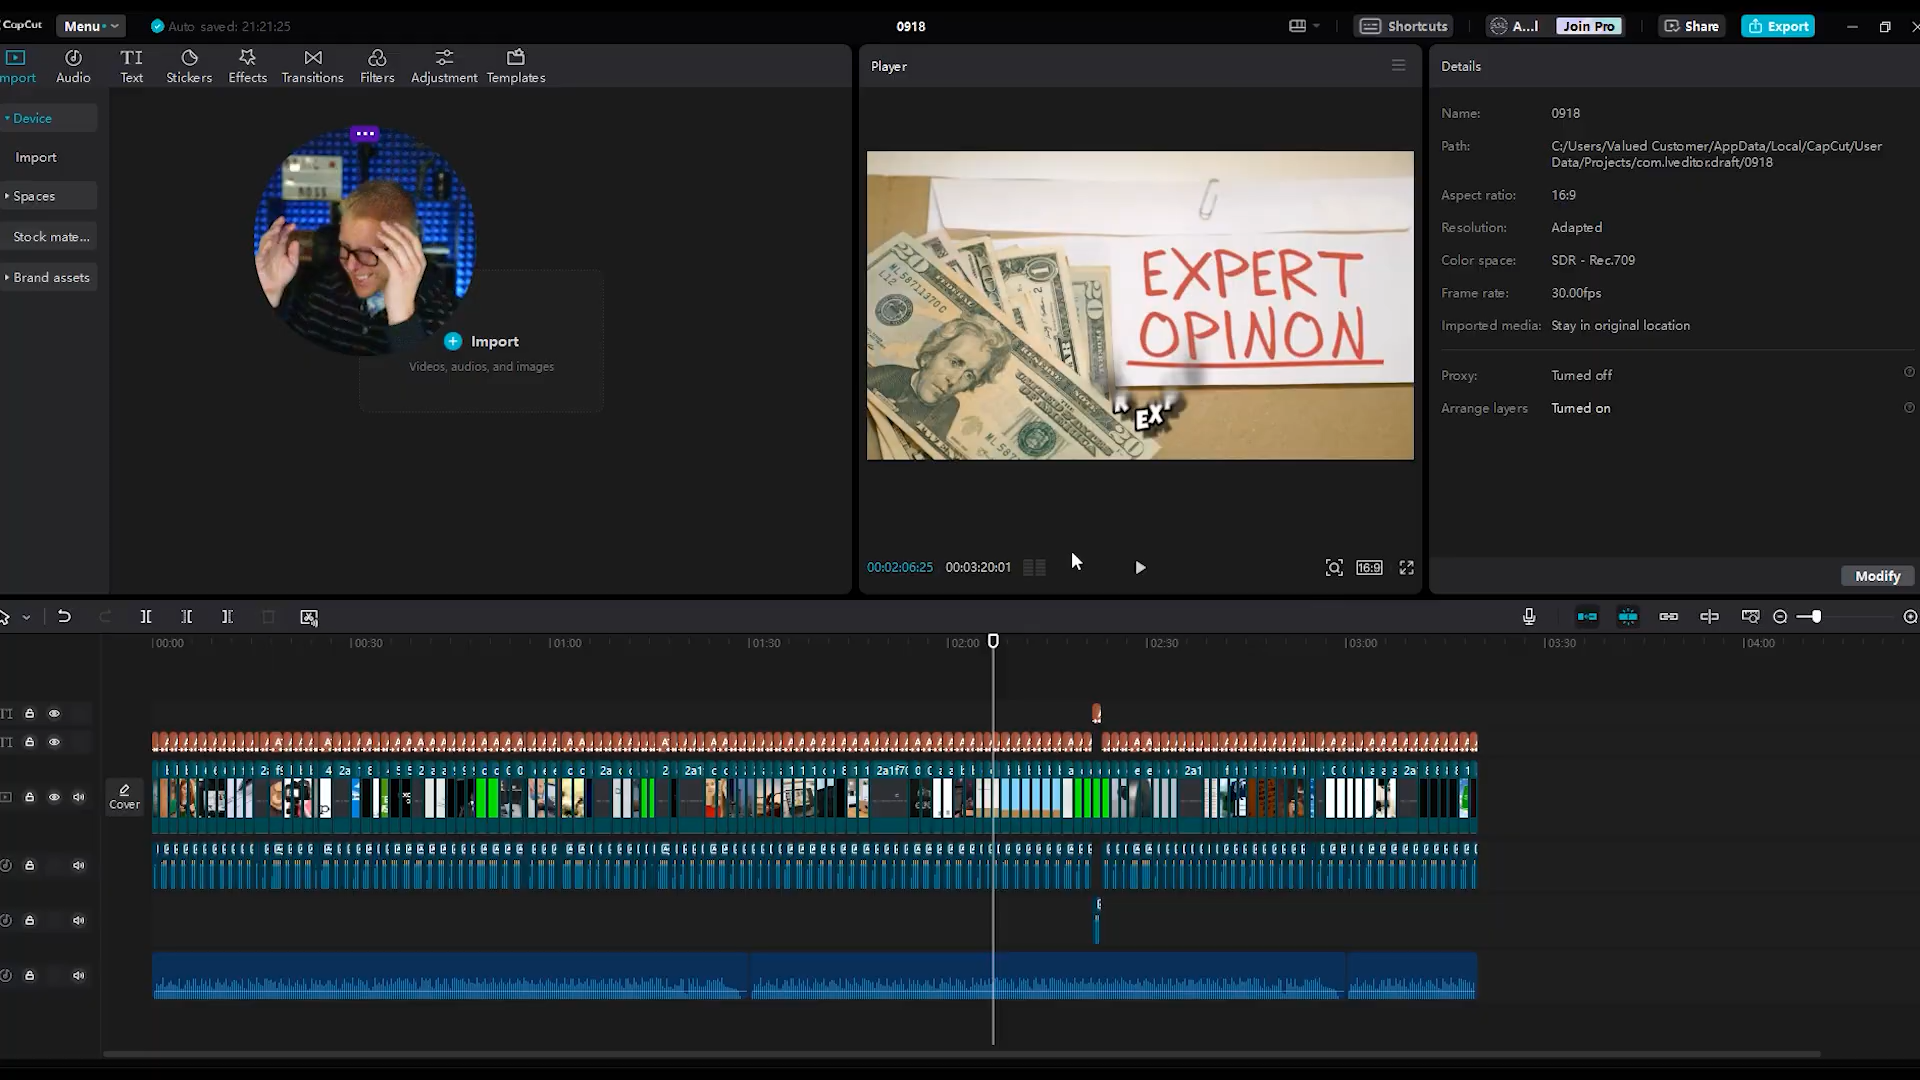 CapCut
Menu
Auto saved: 21:21:25
0918
Shortcuts
A...l
Join Pro
Share
Export
Import
Audio
Text
Stickers
Effects
Transitions
Filters
Adjustment
Templates
Device
Import
Spaces
Stock mate...
Brand assets
Import
Videos, audios, and images
Player
EXPERT
OPINON
EXP
00:02:06:25
00:03:20:01
16:9
Details
Name: 0918
Path: C:/Users/Valued Customer/AppData/Local/CapCut/User
Data/Projects/com.lveditor.draft/0918
Aspect ratio: 16:9
Resolution: Adapted
Color space: SDR - Rec.709
Frame rate: 30.00fps
Imported media: Stay in original location
Proxy: Turned off
Arrange layers Turned on
Modify
00:00
00:30
01:00
01:30
02:00
02:30
03:00
03:30
04:00
Cover